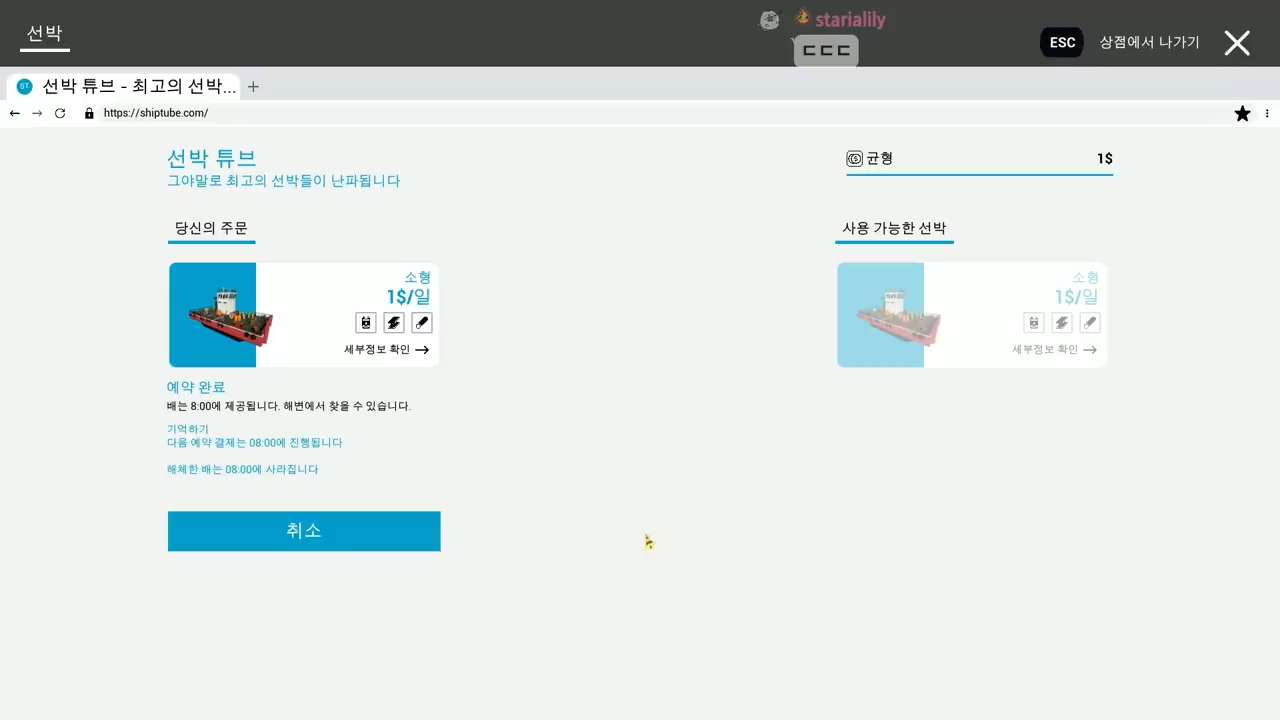 선박
starialily
ㄷㄷㄷ
ESC 상점에서 나가기
ST 선박 튜브 - 최고의 선박...
https://shiptube.com/
선박 튜브
그야말로 최고의 선박들이 난파됩니다
균형 1$
당신의 주문
사용 가능한 선박
소형
1$/일
세부정보 확인 →
소형
1$/일
세부정보 확인 →
예약 완료
배는 8:00에 제공됩니다. 해변에서 찾을 수 있습니다.
기억하기
다음 예약 결제는 08:00에 진행됩니다
해체한 배는 08:00에 사라집니다
취소